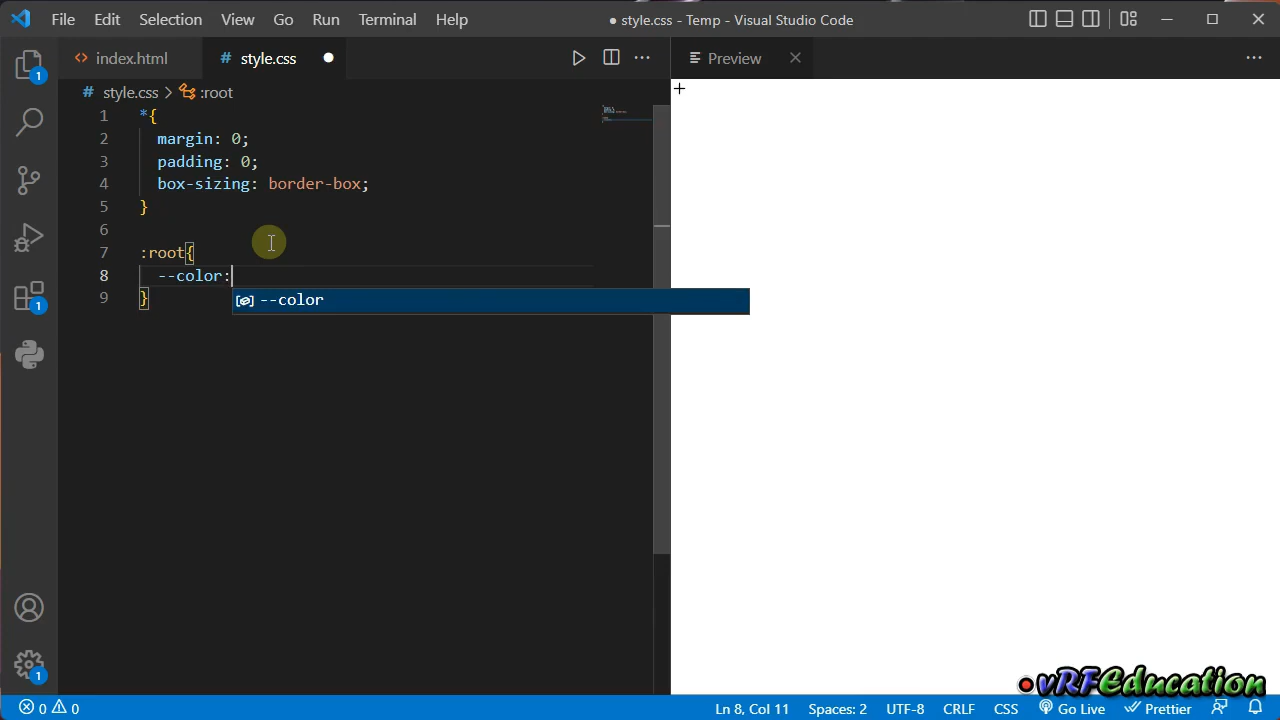 File Edit Selection View Go Run Terminal Help
● style.css - Temp - Visual Studio Code
index.html
# style.css ●
Preview
# style.css > :root
1 *{
2 margin: 0;
3 padding: 0;
4 box-sizing: border-box;
5 }
6
7 :root{
8 --color:
9 }
--color
1
1
1
vRFEducation
0 0
Ln 8, Col 11 Spaces: 2 UTF-8 CRLF CSS Go Live Prettier